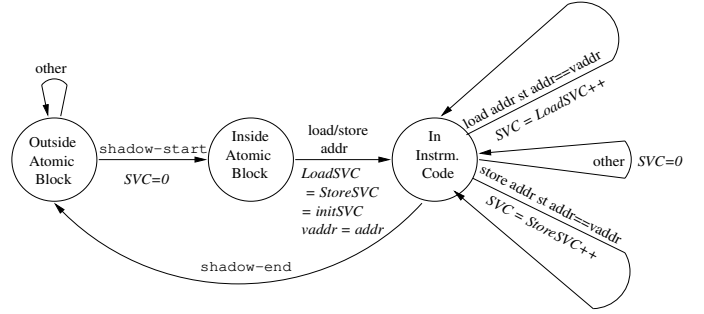 other
Outside
Atomic
Block
shadow-start
SVC=0
Inside
Atomic
Block
load/store
addr
LoadSVC
= StoreSVC
= initSVC
vaddr = addr
In
Instrm.
Code
load addr st addr==vaddr
SVC = LoadSVC++
other SVC=0
store addr st addr==vaddr
SVC = StoreSVC++
shadow-end